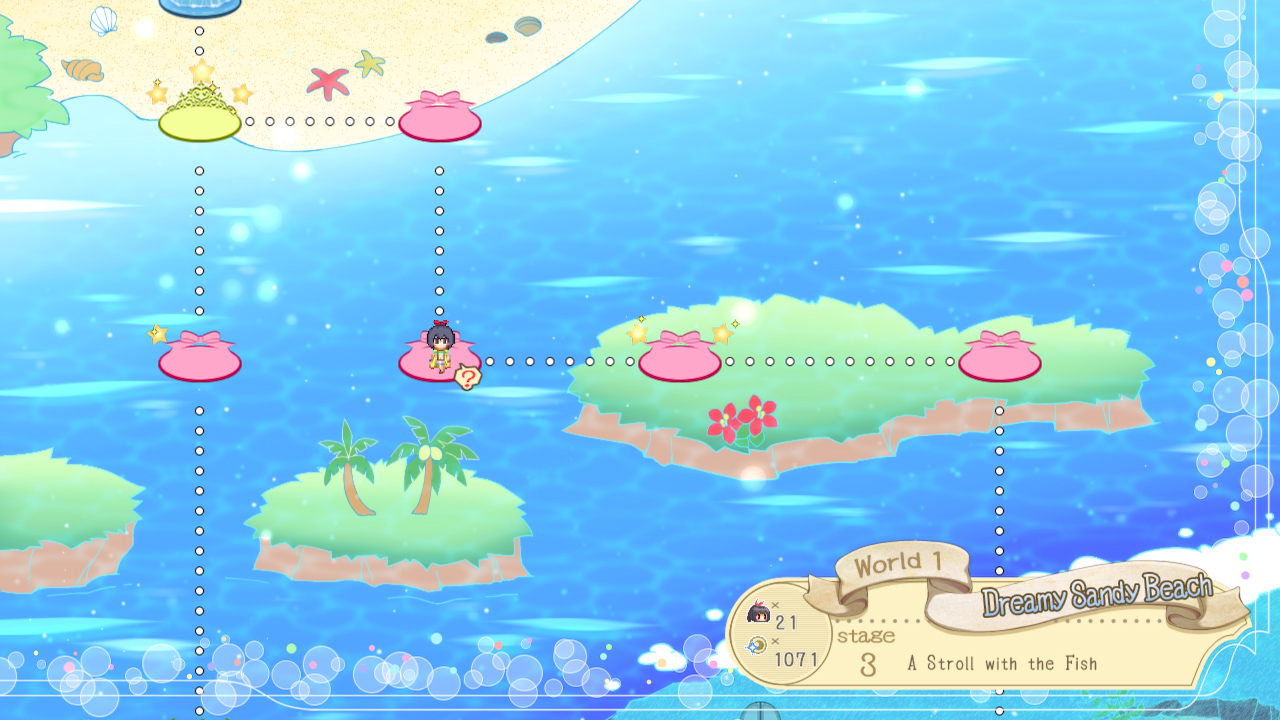 ?
World 1
Dreamy Sandy Beach
×
21
×
1071
stage
3
A Stroll with the Fish